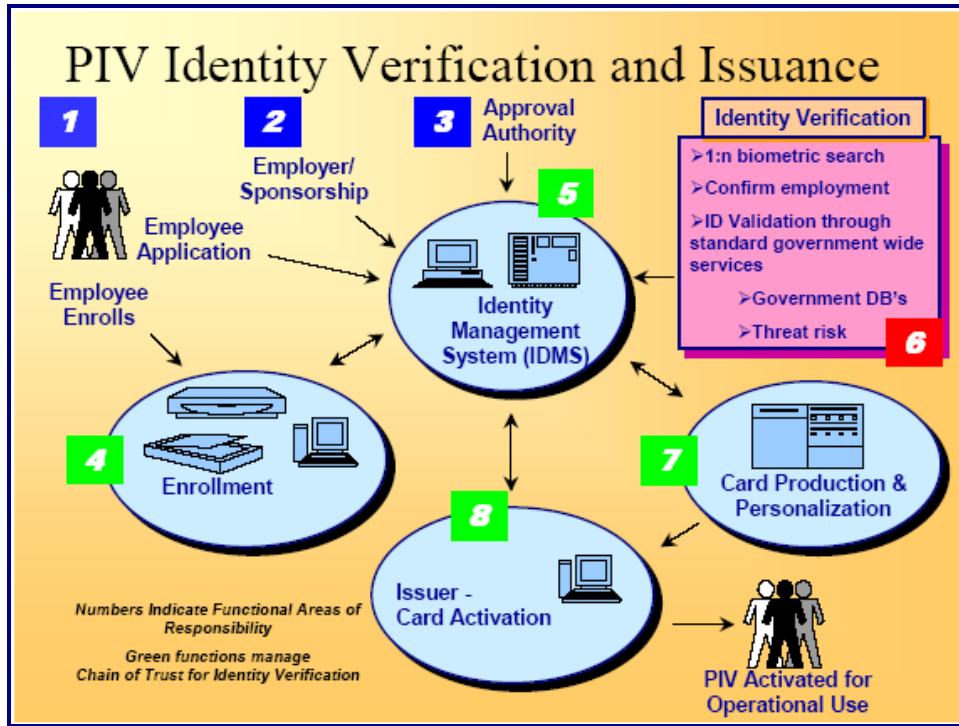 PIV Identity Verification and Issuance
1
2
3
Approval
Authority
Identity Verification
Employer/
Sponsorship
➢1:n biometric search
➢Confirm employment
➢ID Validation through
standard government wide
services
➢Government DB's
➢Threat risk
6
5
Employee
Application
Employee
Enrolls
Identity
Management
System (IDMS)
4
Enrollment
7
Card Production &
Personalization
8
Issuer -
Card Activation
Numbers Indicate Functional Areas of
Responsibility
Green functions manage
Chain of Trust for Identity Verification
PIV Activated for
Operational Use